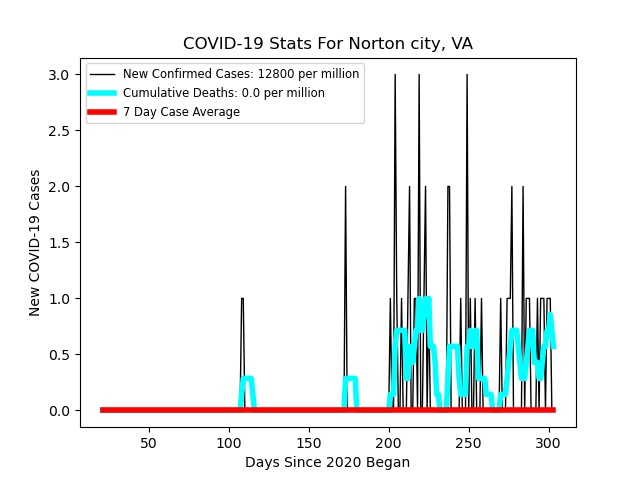 COVID-19 Stats For Norton city, VA
New Confirmed Cases: 12800 per million
Cumulative Deaths: 0.0 per million
7 Day Case Average
New COVID-19 Cases
3.0
2.5
2.0
1.5
1.0
0.5
0.0
50 100 150 200 250 300
Days Since 2020 Began